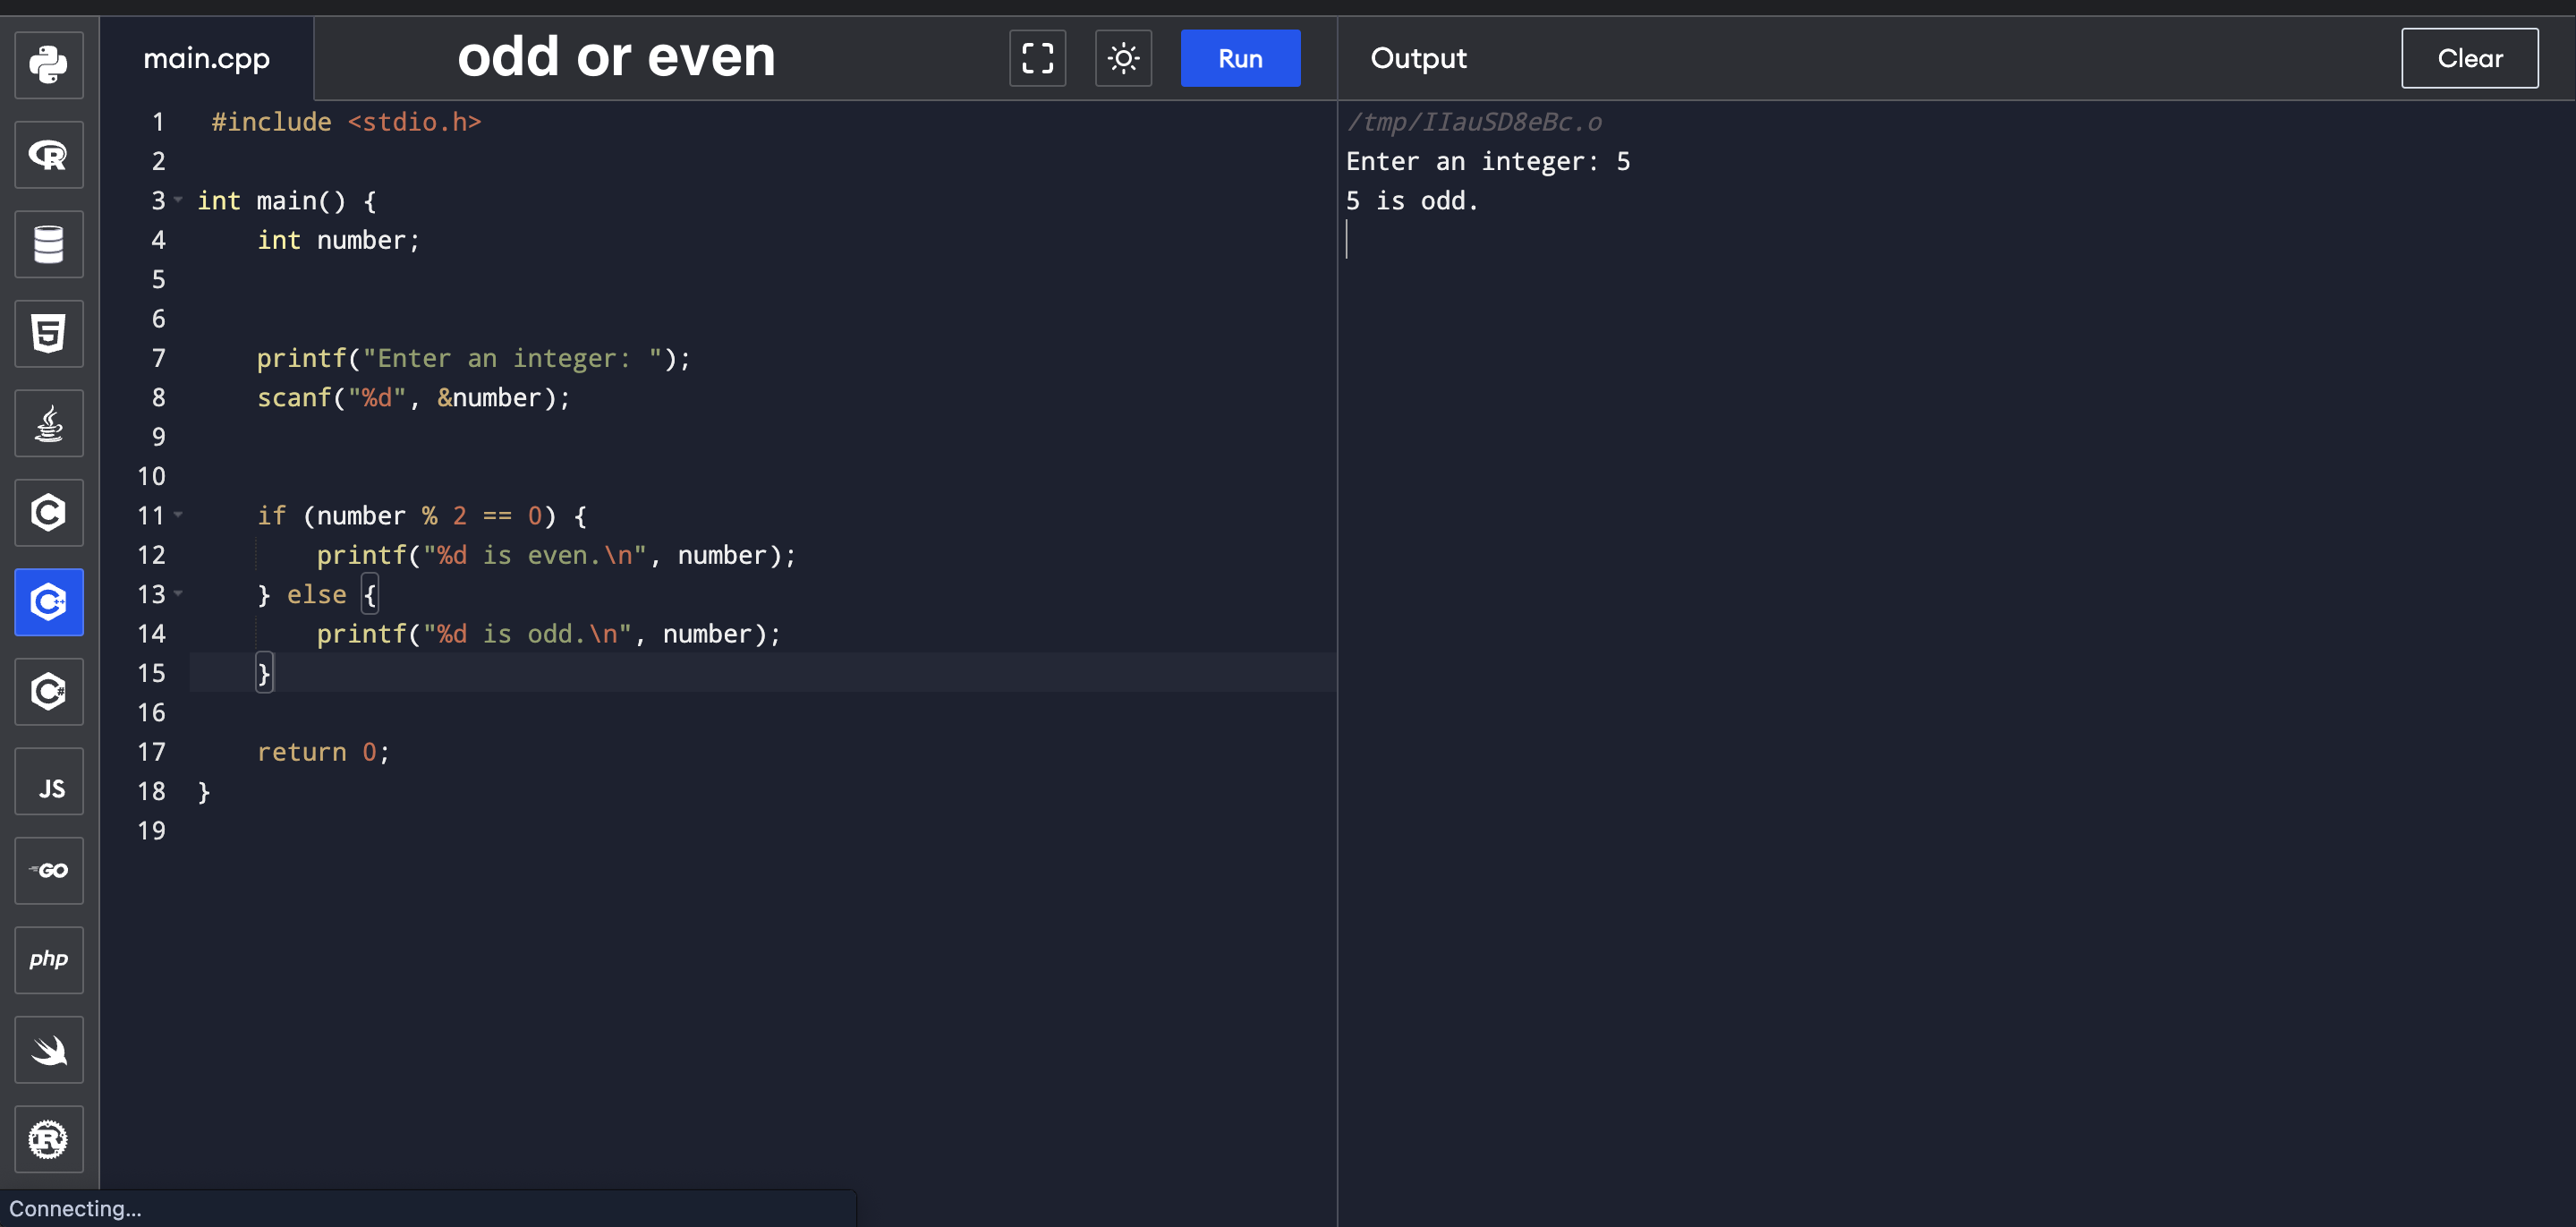 main.cpp
odd or even
Run
Output
Clear
1 #include <stdio.h>
2
3 int main() {
4     int number;
5
6
7     printf("Enter an integer: ");
8     scanf("%d", &number);
9
10
11     if (number % 2 == 0) {
12         printf("%d is even.\n", number);
13     } else {
14         printf("%d is odd.\n", number);
15     }
16
17     return 0;
18 }
19
/tmp/IIauSD8eBc.o
Enter an integer: 5
5 is odd.
R
5
C
C++
C#
JS
GO
php
R
Connecting...